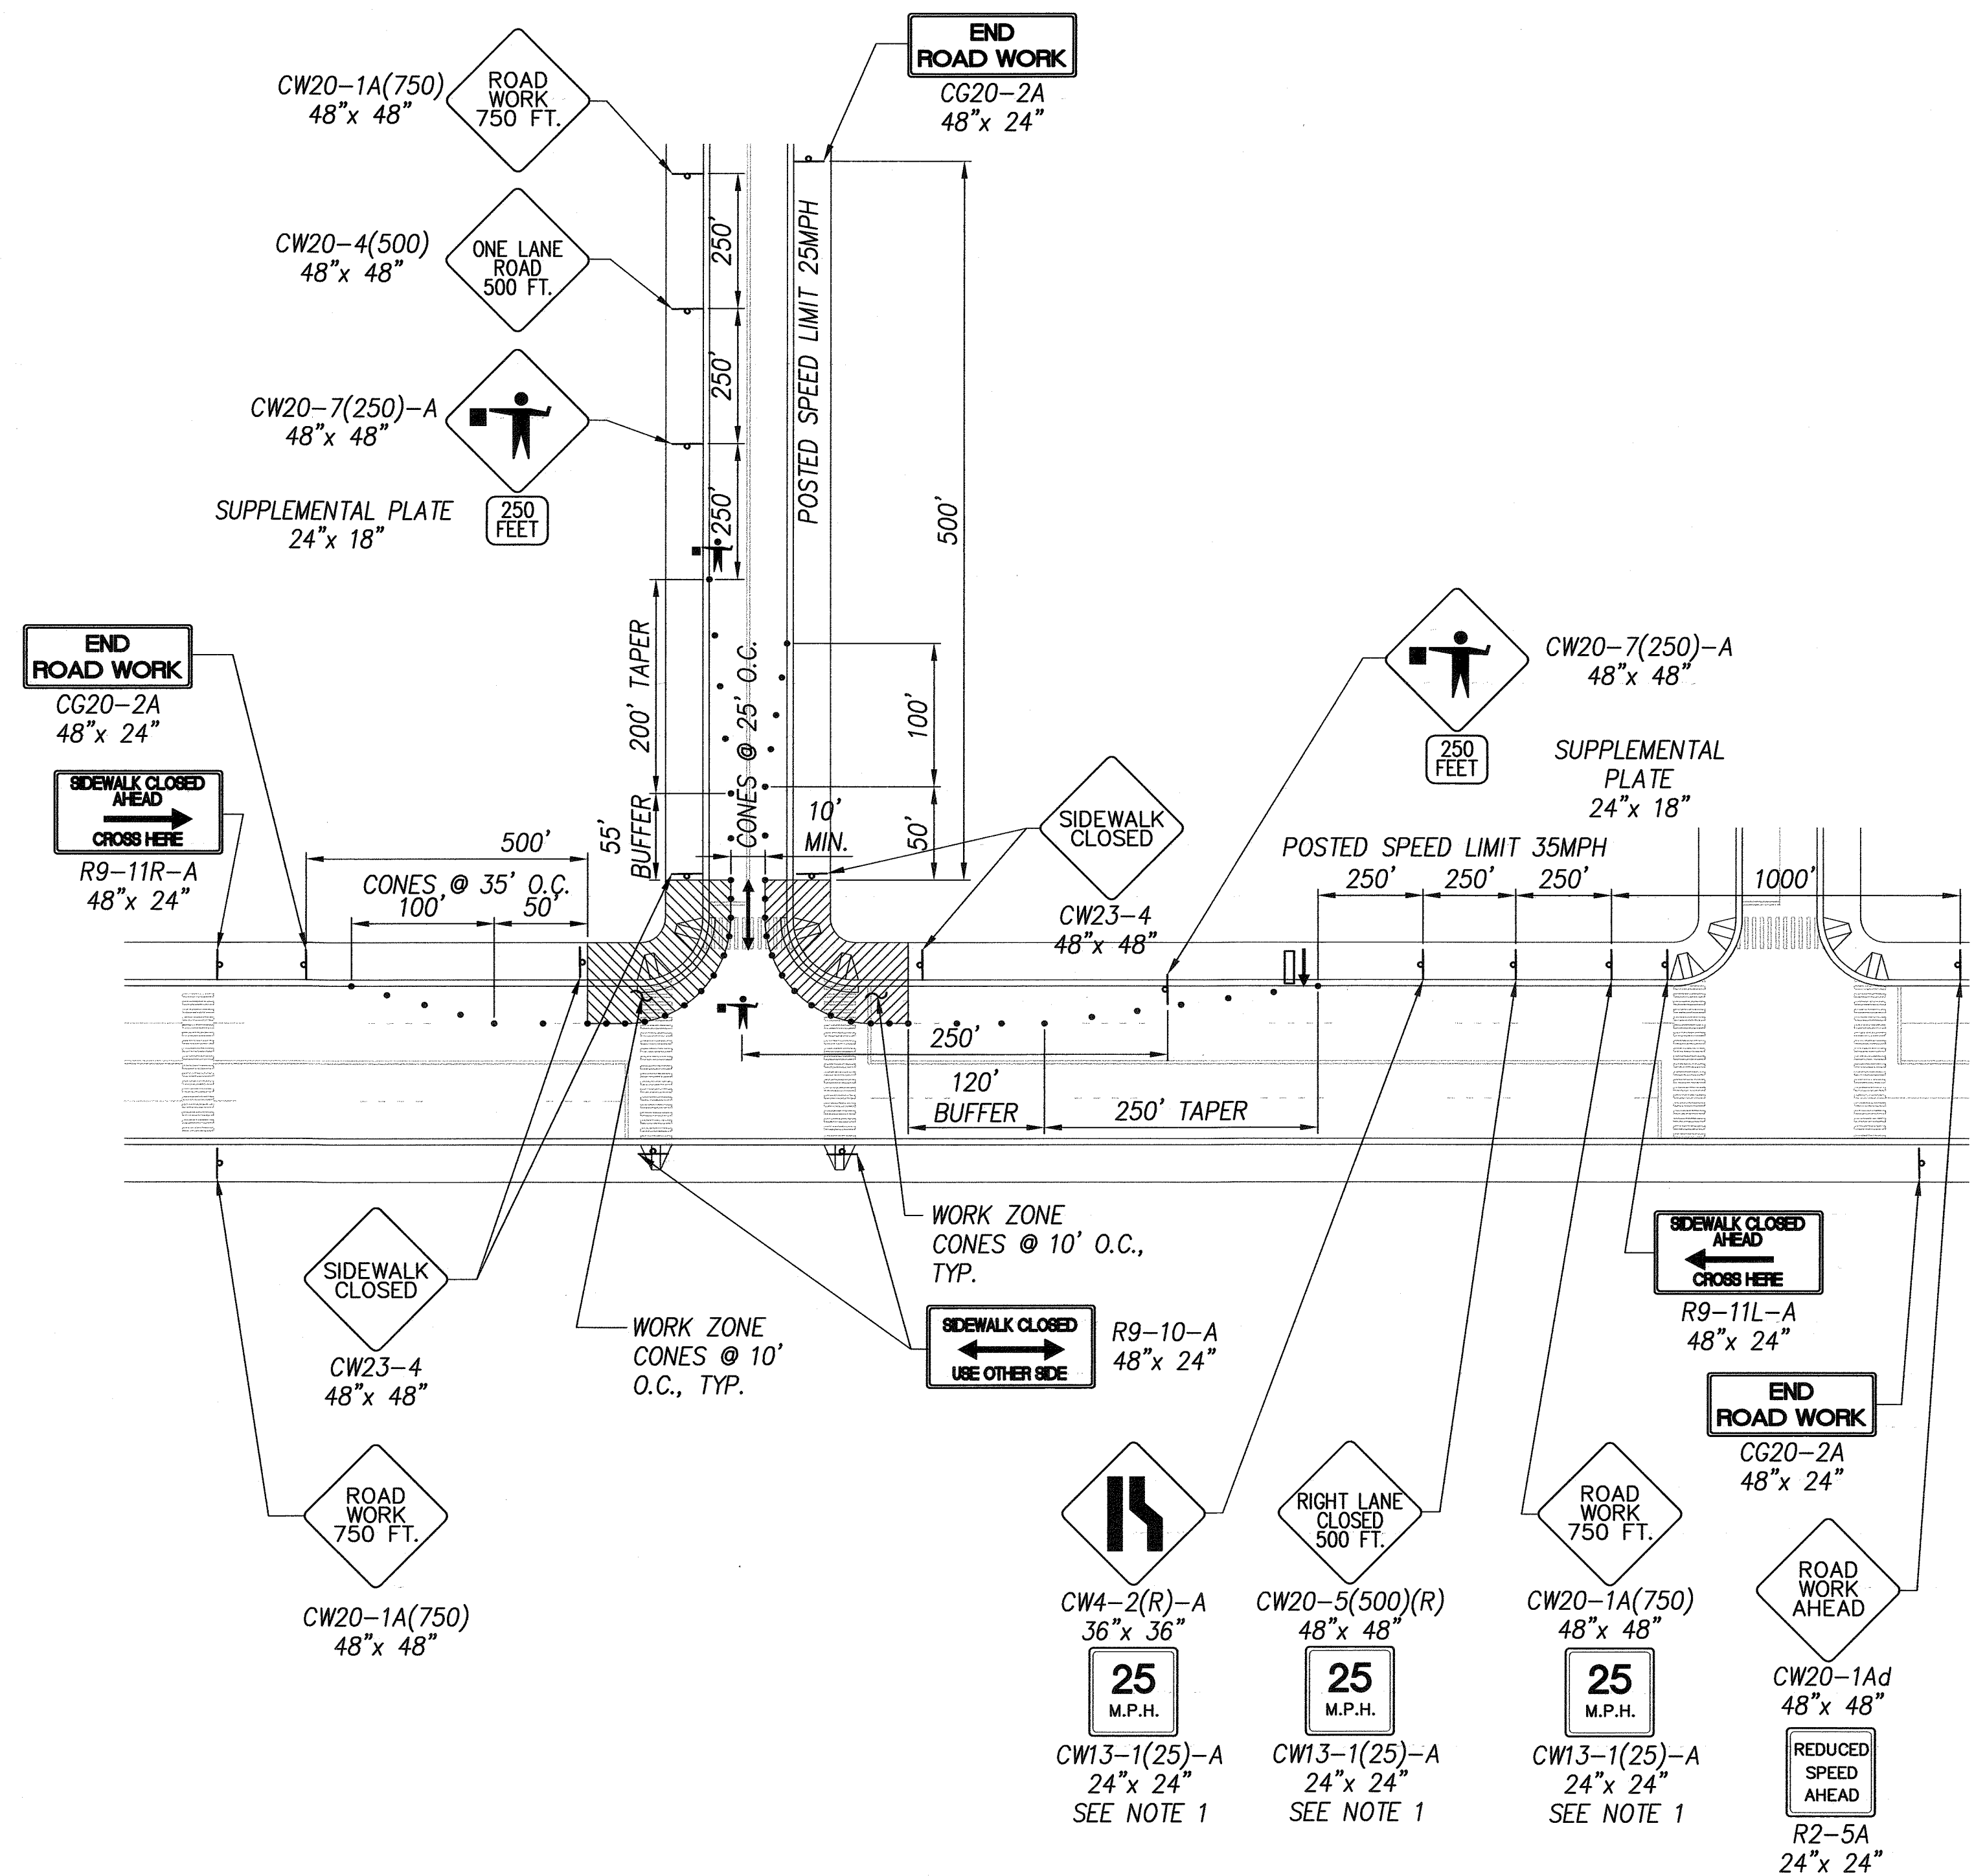 END
ROAD WORK
CG20-2A
48"x 24"
CW20-1A(750)
48"x 48"
ROAD
WORK
750 FT.
CW20-4(500)
48"x 48"
ONE LANE
ROAD
500 FT.
CW20-7(250)-A
48"x 48"
SUPPLEMENTAL PLATE
24"x 18"
250
FEET
250'
250'
250'
POSTED SPEED LIMIT 25MPH
500'
200' TAPER
55'
BUFFER
CONES @ 25' O.C.
100'
50'
10'
MIN.
END
ROAD WORK
CG20-2A
48"x 24"
SIDEWALK CLOSED
AHEAD
CROSS HERE
R9-11R-A
48"x 24"
500'
CONES @ 35' O.C.
100'
50'
SIDEWALK
CLOSED
CW23-4
48"x 48"
CW20-7(250)-A
48"x 48"
250
FEET
SUPPLEMENTAL
PLATE
24"x 18"
POSTED SPEED LIMIT 35MPH
250'
250'
250'
1000'
250'
120'
BUFFER
250' TAPER
WORK ZONE
CONES @ 10' O.C.,
TYP.
SIDEWALK
CLOSED
CW23-4
48"x 48"
WORK ZONE
CONES @ 10'
O.C., TYP.
SIDEWALK CLOSED
USE OTHER SIDE
R9-10-A
48"x 24"
SIDEWALK CLOSED
AHEAD
CROSS HERE
R9-11L-A
48"x 24"
END
ROAD WORK
CG20-2A
48"x 24"
ROAD
WORK
750 FT.
CW20-1A(750)
48"x 48"
CW4-2(R)-A
36"x 36"
25
M.P.H.
CW13-1(25)-A
24"x 24"
SEE NOTE 1
RIGHT LANE
CLOSED
500 FT.
CW20-5(500)(R)
48"x 48"
25
M.P.H.
CW13-1(25)-A
24"x 24"
SEE NOTE 1
ROAD
WORK
750 FT.
CW20-1A(750)
48"x 48"
25
M.P.H.
CW13-1(25)-A
24"x 24"
SEE NOTE 1
ROAD
WORK
AHEAD
CW20-1Ad
48"x 48"
REDUCED
SPEED
AHEAD
R2-5A
24"x 24"